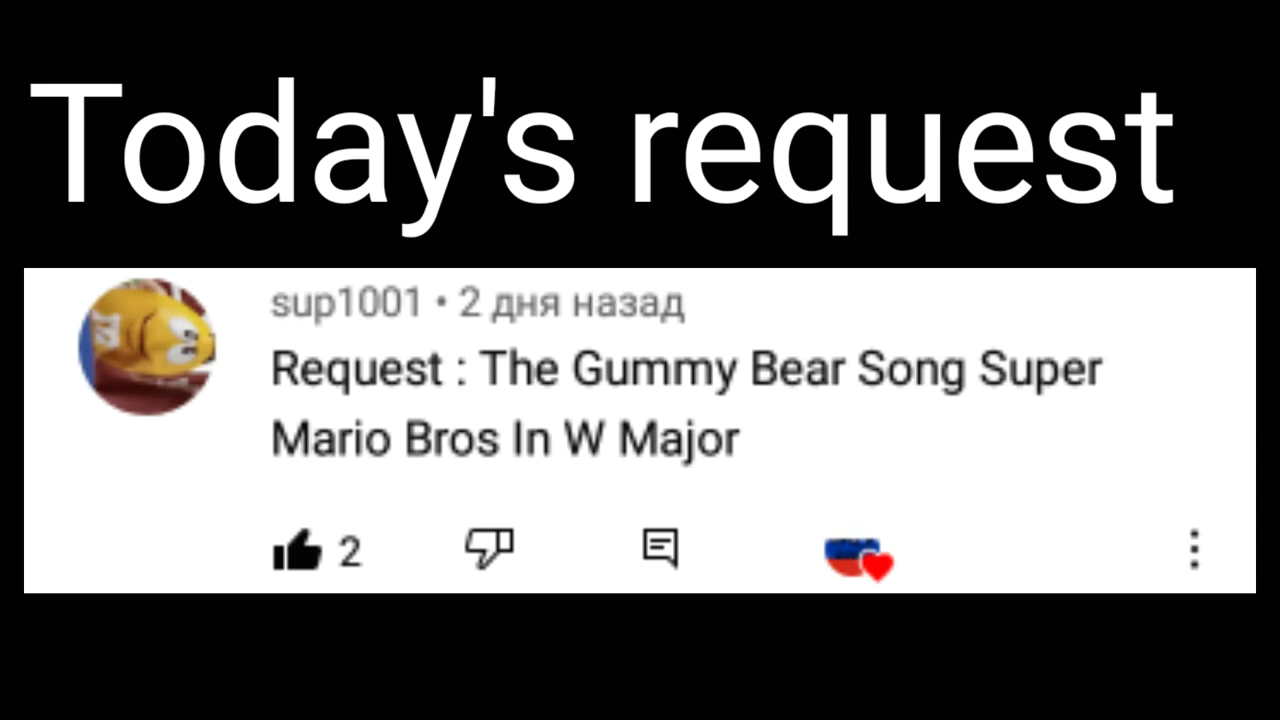 Today's request
sup1001 • 2 дня назад
Request : The Gummy Bear Song Super
Mario Bros In W Major
2